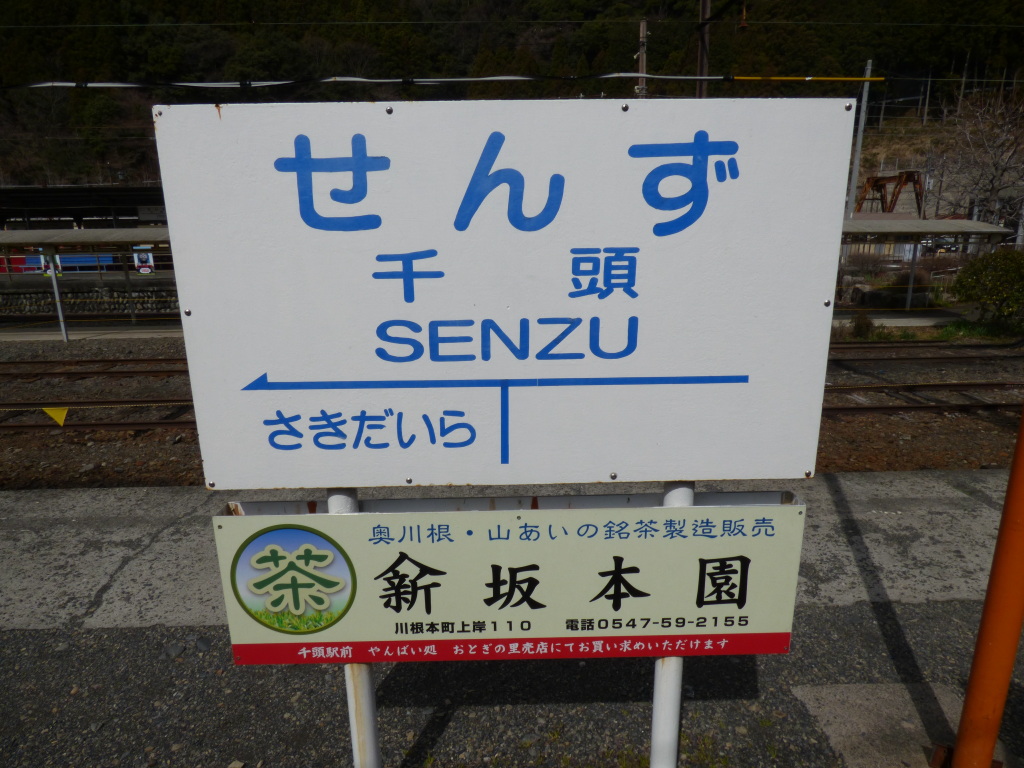 せんず
千頭
SENZU
さきだいら
奥川根・山あいの銘茶製造販売
茶
新坂本園
川根本町上岸110 電話0547-59-2155
千頭駅前 やんばい処 おとぎの里売店にてお買い求めいただけます